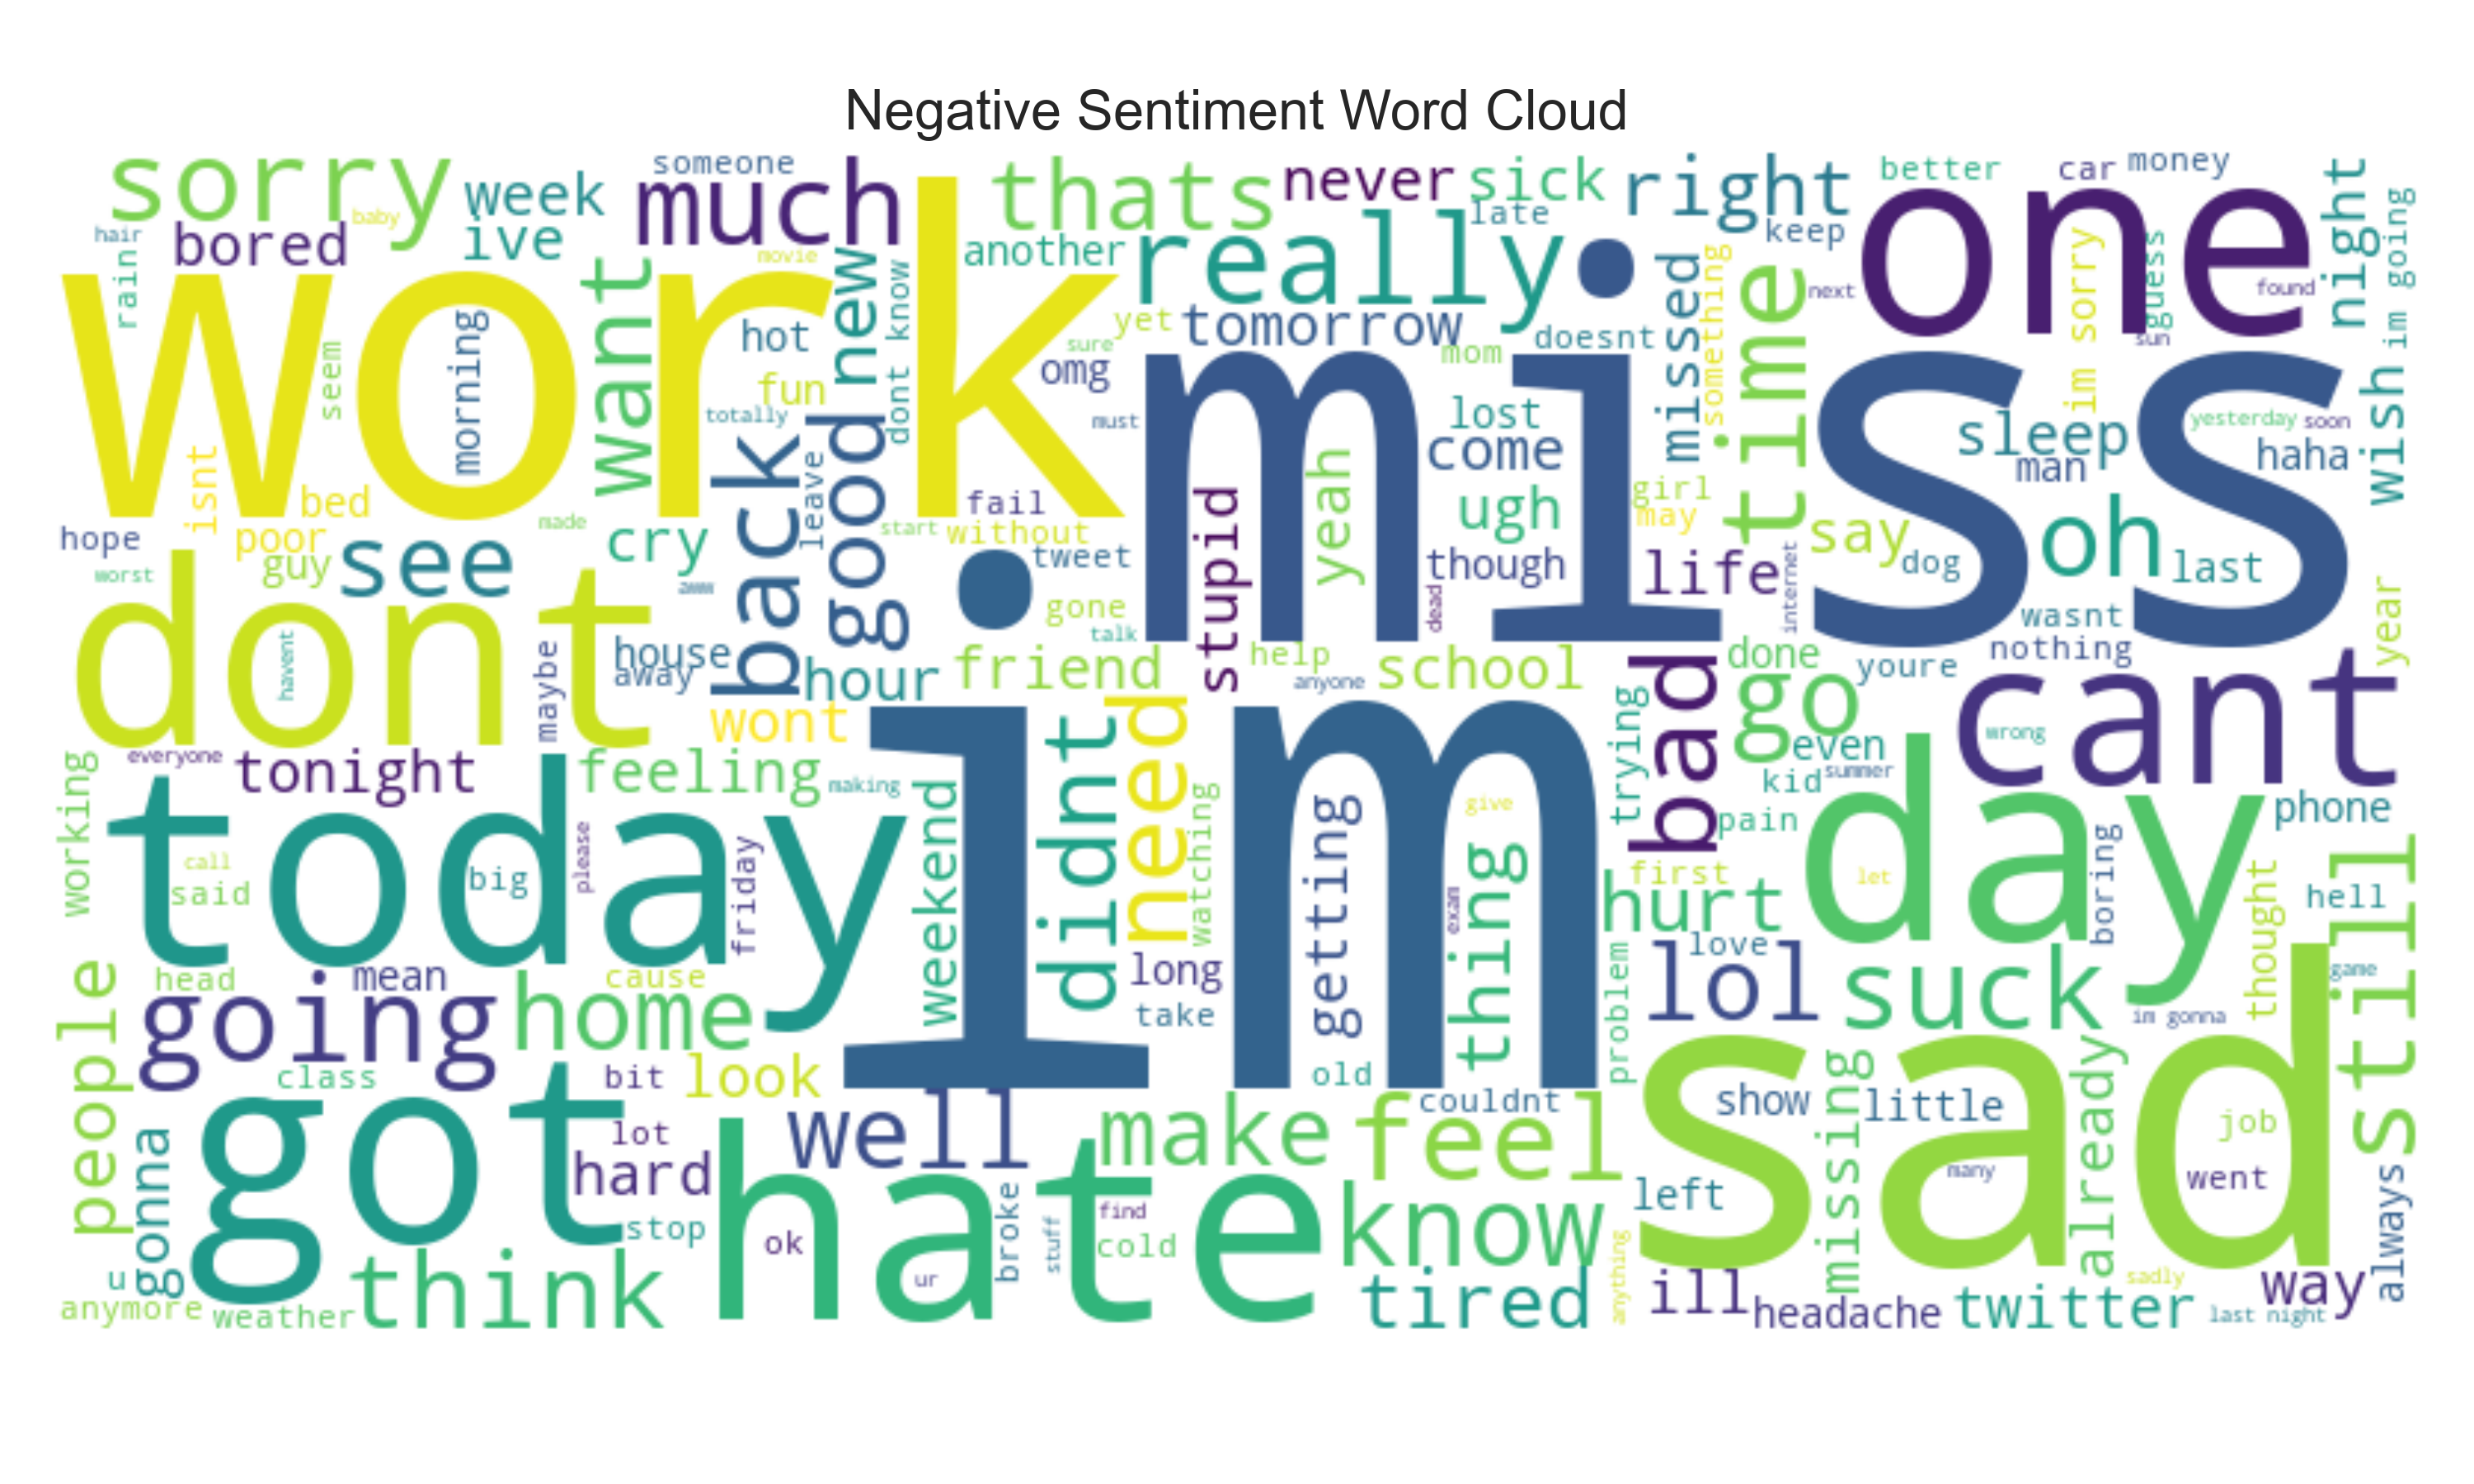 Negative Sentiment Word Cloud
sorry
someone
week
much
thats
never
sick
right
better
car
money
night
im going
hair
baby
bored
ive
movie
another
really
late
keep
rain
want
new
dont know
work
one
found
next
guess
sun
im sorry
something
time
missed
tomorrow
doesnt
yet
sure
mom
omg
hot
fun
totally
morning
seem
must
lost
come
miss
sleep
man
yesterday
soon
haha
wish
isnt
bed
poor
hope
worst
guy
see
made
cry
aww
back
leave
good
start
fail
without
tweet
stupid
yeah
ugh
though
girl
may
life
internet
say
dog
oh
last
wasnt
nothing
year
dont
havent
maybe
house
away
hour
friend
gone
talk
help
anyone
school
dead
done
youre
go
cant
wrong
even
kid
summer
pain
trying
bad
wont
im
need
didnt
weekend
watching
getting
give
thing
exam
everyone
tonight
feeling
making
working
today
call
said
big
please
friday
day
let
boring
phone
hell
still
thought
first
hurt
love
lol
suck
game
im gonna
problem
long
take
old
people
head
mean
cause
going
home
class
bit
look
well
make
feel
couldnt
sad
show
little
missing
already
job
went
many
got
lot
hard
stop
gonna
u
anymore
weather
think
hate
ok
ur
broke
stuff
find
cold
know
left
tired
anything
ill
headache
twitter
sadly
last night
way
always